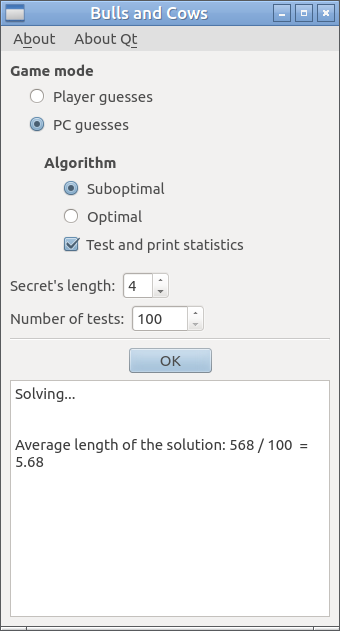 Bulls and Cows
About About Qt
Game mode
Player guesses
PC guesses
Algorithm
Suboptimal
Optimal
Test and print statistics
Secret's length: 4
Number of tests: 100
OK
Solving...
Average length of the solution: 568 / 100  =
5.68